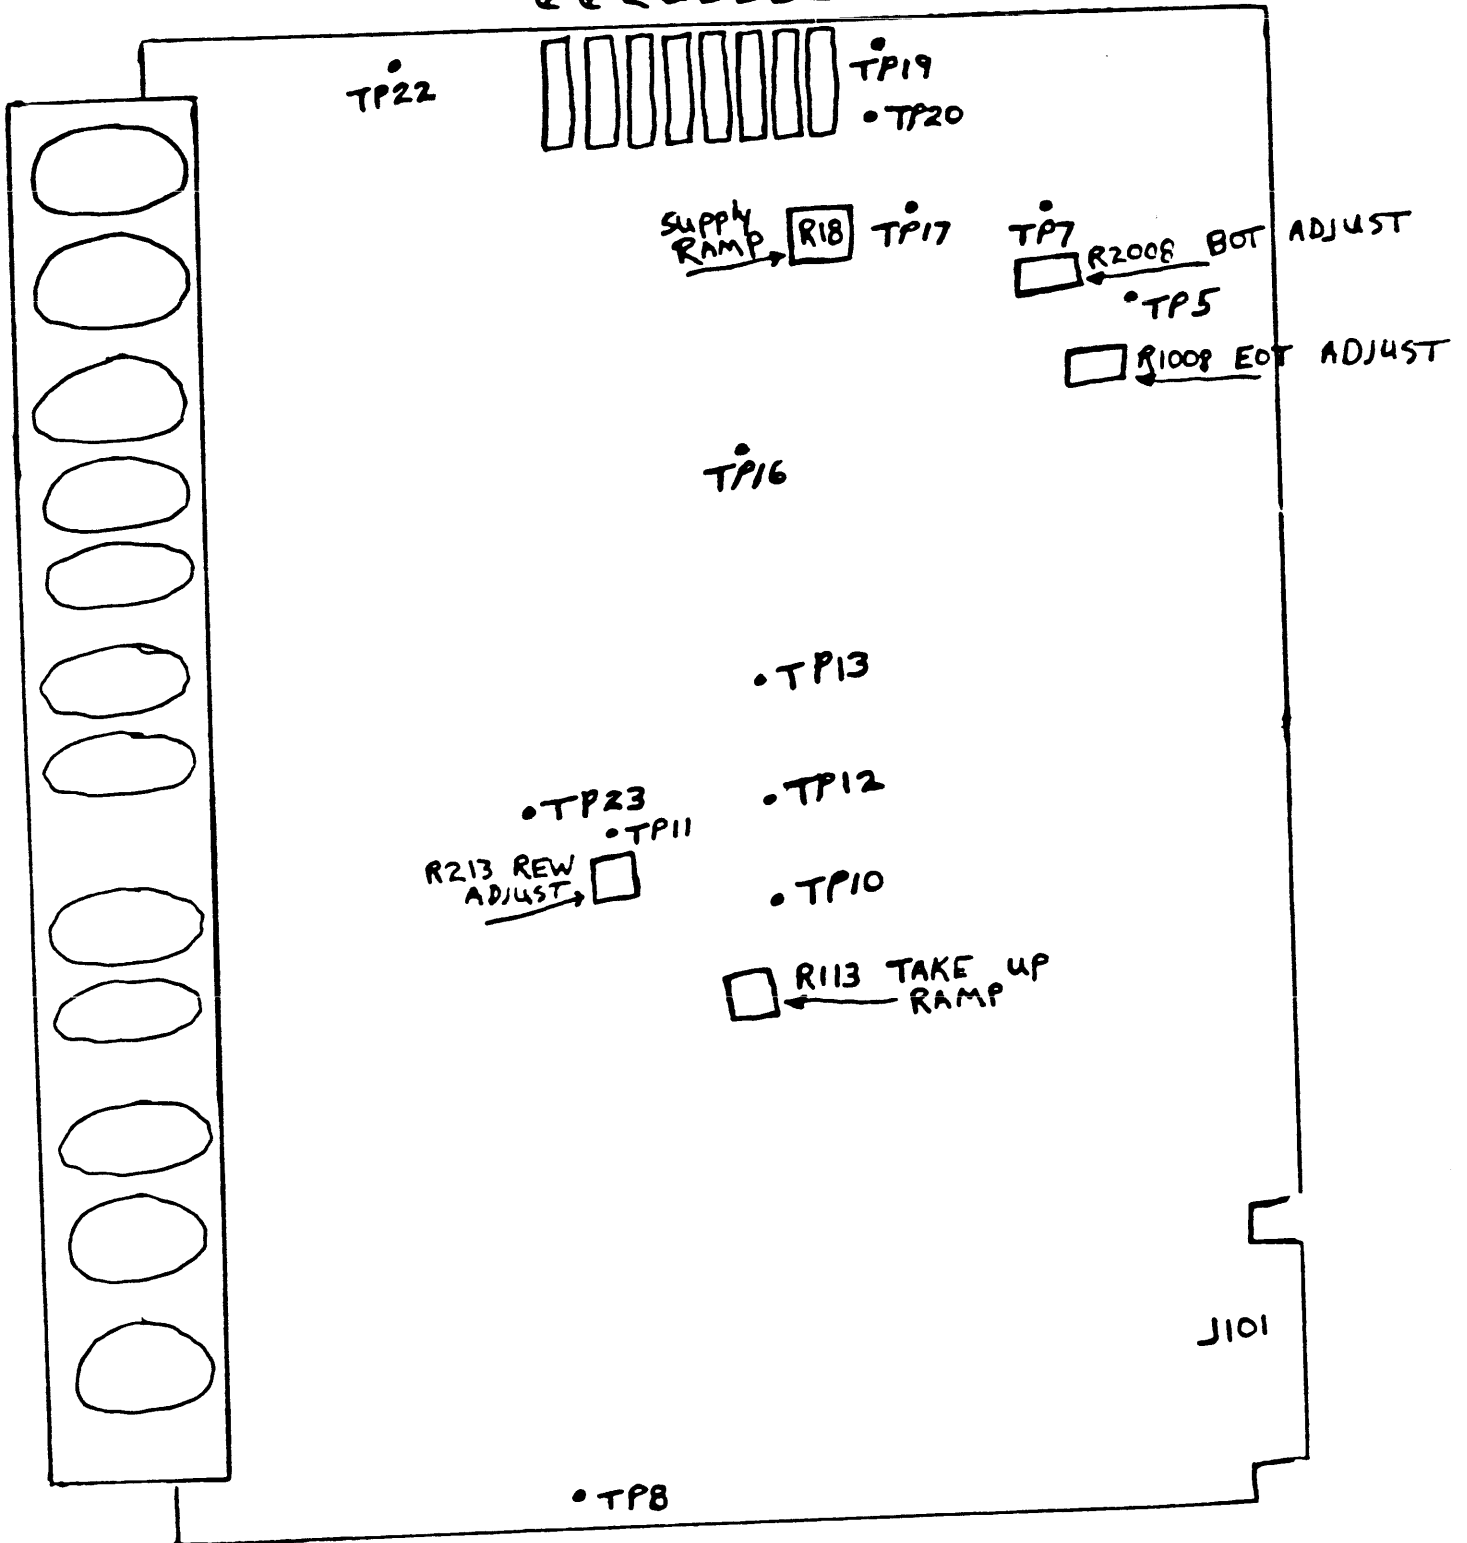 TP22
TP19
TP20
Supply
RAMP
R18
TP17
TP7
R2008 BOT ADJUST
TP5
R1008 EOT ADJUST
TP16
TP13
TP12
TP23
TP11
R213 REW
ADJUST
TP10
R113 TAKE UP
RAMP
J101
TP8